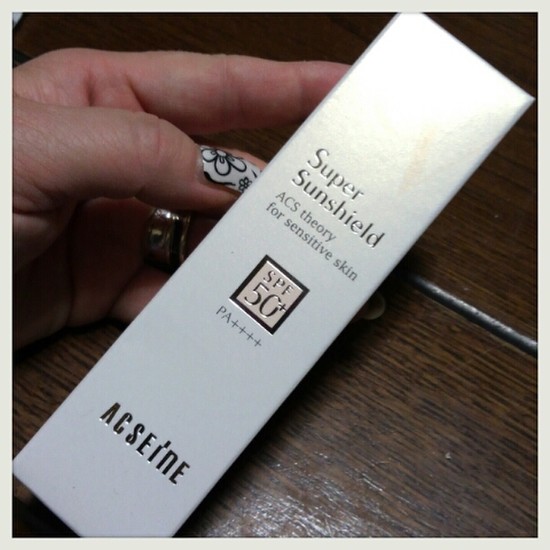 Super
Sunshield
ACS theory
for sensitive skin
SPF
50+
PA++++
ACSEINE